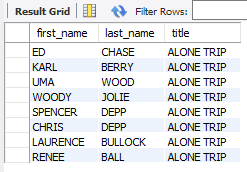 Result Grid Filter Rows:
first_name last_name title
ED CHASE ALONE TRIP
KARL BERRY ALONE TRIP
UMA WOOD ALONE TRIP
WOODY JOLIE ALONE TRIP
SPENCER DEPP ALONE TRIP
CHRIS DEPP ALONE TRIP
LAURENCE BULLOCK ALONE TRIP
RENEE BALL ALONE TRIP